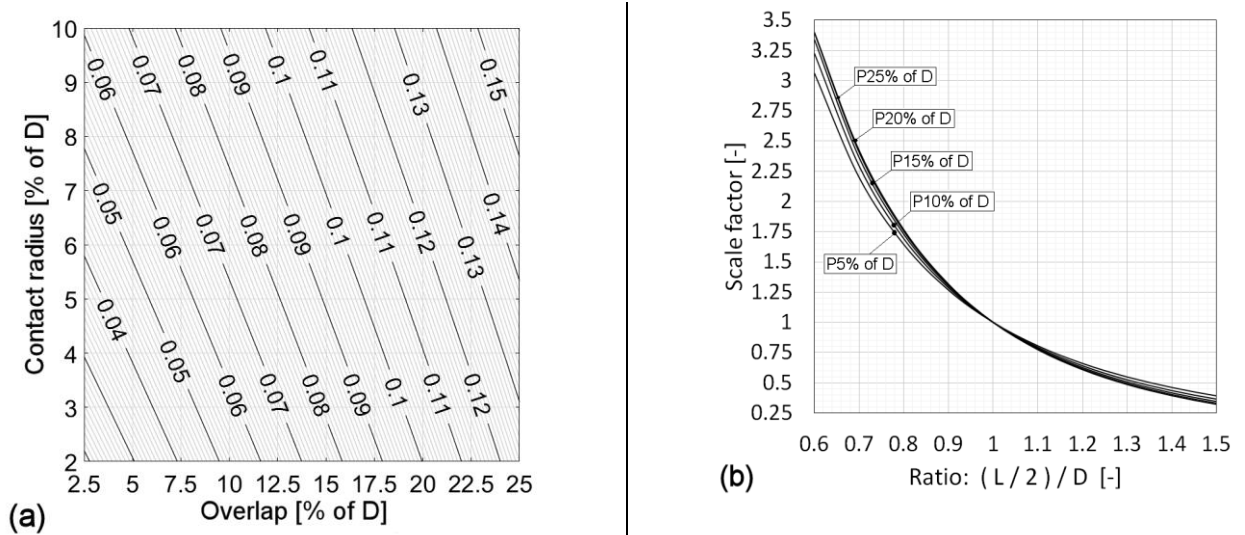 10
9
8
7
6
5
4
3
2
Contact radius [% of D]
0.06 0.07 0.08 0.09 0.1 0.11 0.13 0.15
0.05 0.06 0.07 0.08 0.09 0.1 0.11 0.12 0.13 0.14
0.04 0.05 0.06 0.07 0.08 0.09 0.1 0.11 0.12
2.5 5 7.5 10 12.5 15 17.5 20 22.5 25
Overlap [% of D]
(a)
3.5
3.25
3
2.75
2.5
2.25
2
1.75
1.5
1.25
1
0.75
0.5
0.25
Scale factor [-]
P25% of D
P20% of D
P15% of D
P10% of D
P5% of D
0.6 0.7 0.8 0.9 1 1.1 1.2 1.3 1.4 1.5
Ratio: ( L / 2 ) / D [-]
(b)